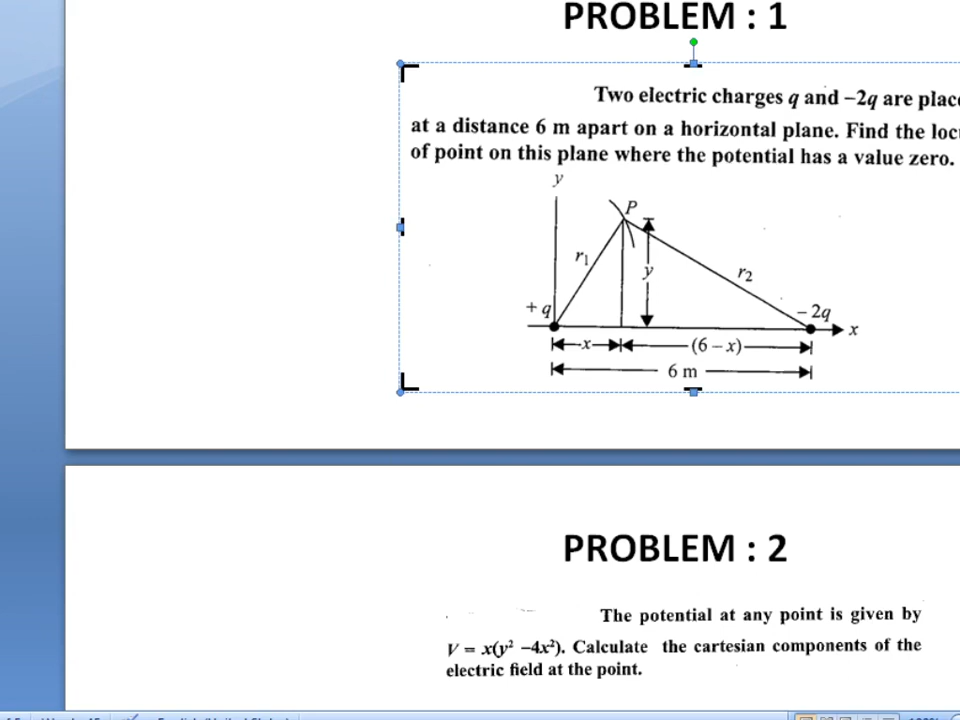 PROBLEM : 1
Two electric charges q and –2q are
at a distance 6 m apart on a horizontal plane. Find the
of point on this plane where the potential has a value zero.
y
P
r1
y
r2
+ q
– 2q
x
x
(6 – x)
6 m
PROBLEM : 2
The potential at any point is given by
V = x(y² –4x²). Calculate the cartesian components of the
electric field at the point.